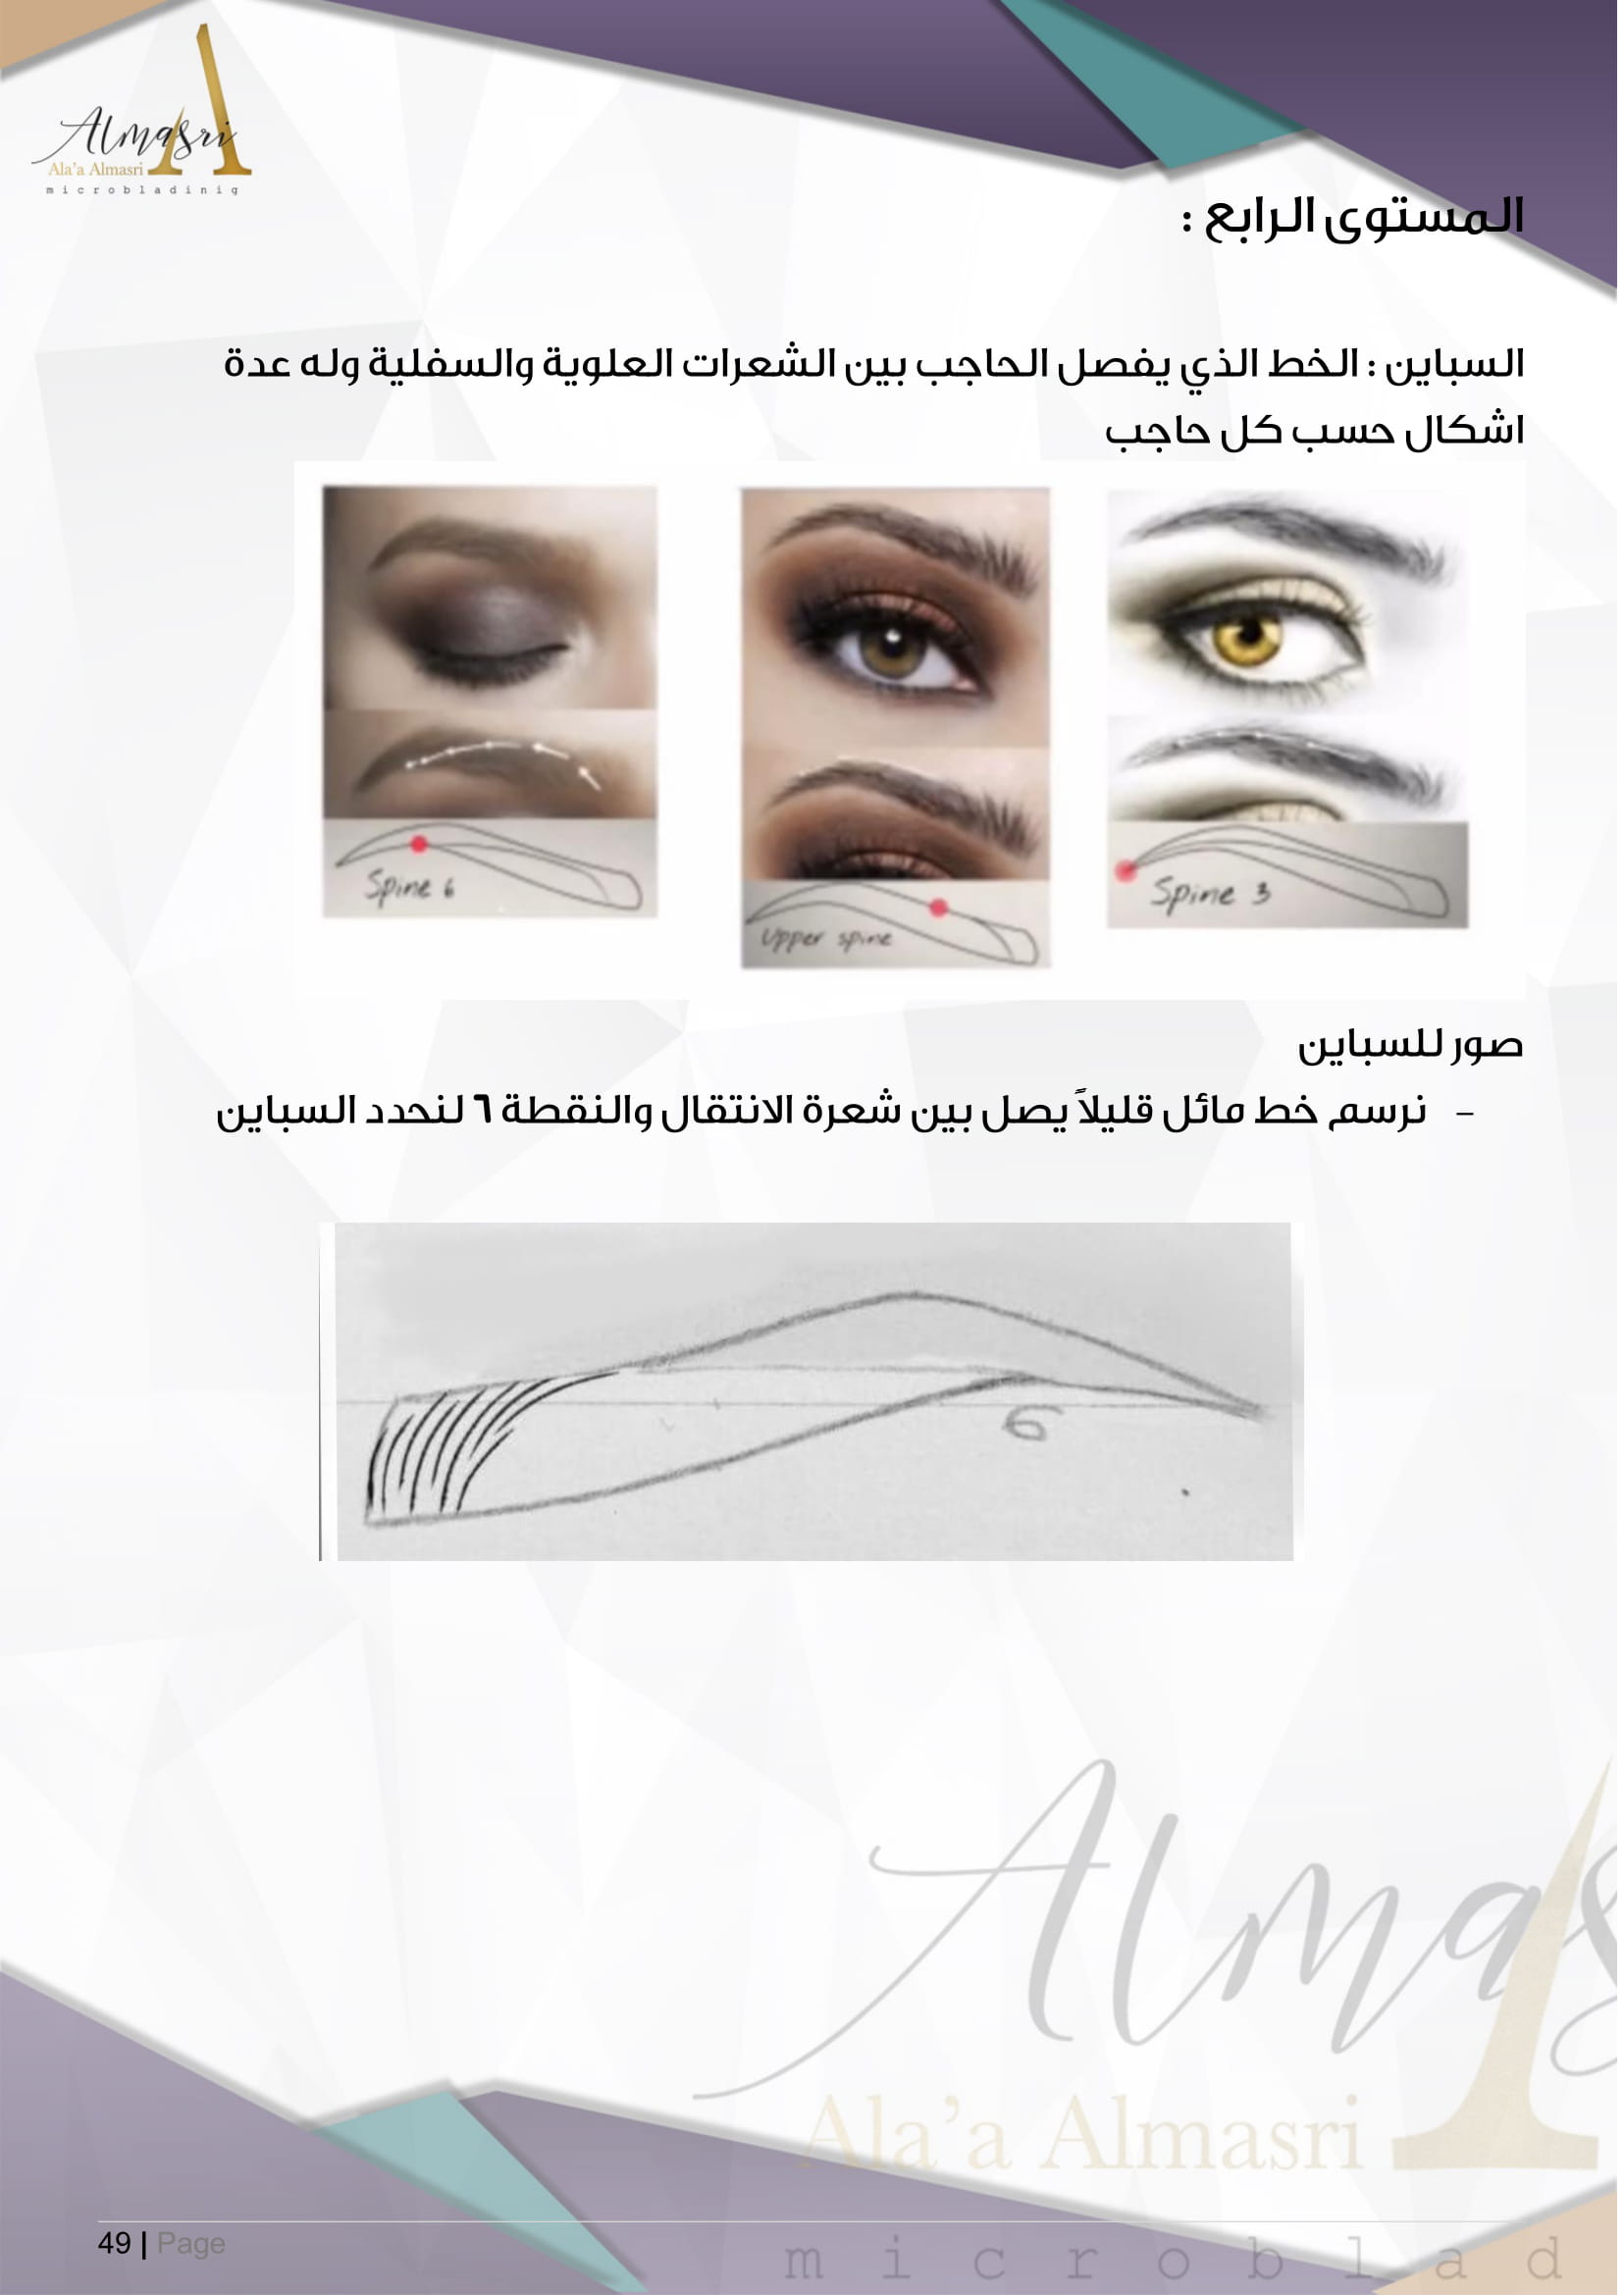 Almasri
Ala'a Almasri
microbladinig
المستوى الرابع :
السباين : الخط الذي يفصل الحاجب بين الشعرات العلوية والسفلية وله عدة
اشكال حسب كل حاجب
Spine 6
Upper spine
Spine 3
صور للسباين
- نرسم خط مائل قليلاً يصل بين شعرة الانتقال والنقطة ٦ لنحدد السباين
6
Almas
Ala'a Almasri
49 | Page
microblad